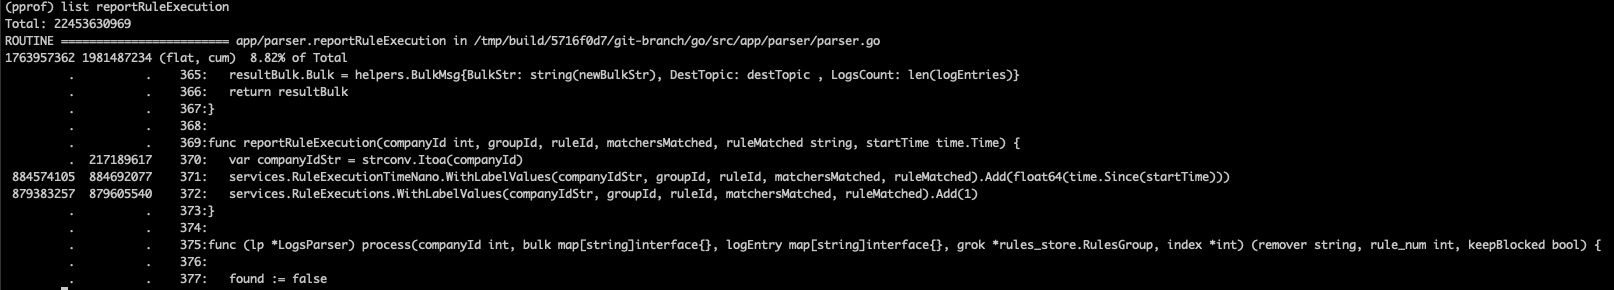 (pprof) list reportRuleExecution
Total: 22453630969
ROUTINE ======================== app/parser.reportRuleExecution in /tmp/build/5716f0d7/git-branch/go/src/app/parser/parser.go
1763957362 1981487234 (flat, cum)  8.82% of Total
         .          .    365:   resultBulk.Bulk = helpers.BulkMsg{BulkStr: string(newBulkStr), DestTopic: destTopic , LogsCount: len(logEntries)}
         .          .    366:   return resultBulk
         .          .    367:}
         .          .    368:
         .          .    369:func reportRuleExecution(companyId int, groupId, ruleId, matchersMatched, ruleMatched string, startTime time.Time) {
         .  217189617    370:   var companyIdStr = strconv.Itoa(companyId)
 884574105  884692077    371:   services.RuleExecutionTimeNano.WithLabelValues(companyIdStr, groupId, ruleId, matchersMatched, ruleMatched).Add(float64(time.Since(startTime)))
 879383257  879605540    372:   services.RuleExecutions.WithLabelValues(companyIdStr, groupId, ruleId, matchersMatched, ruleMatched).Add(1)
         .          .    373:}
         .          .    374:
         .          .    375:func (lp *LogsParser) process(companyId int, bulk map[string]interface{}, logEntry map[string]interface{}, grok *rules_store.RulesGroup, index *int) (remover string, rule_num int, keepBlocked bool) {
         .          .    376:
         .          .    377:   found := false